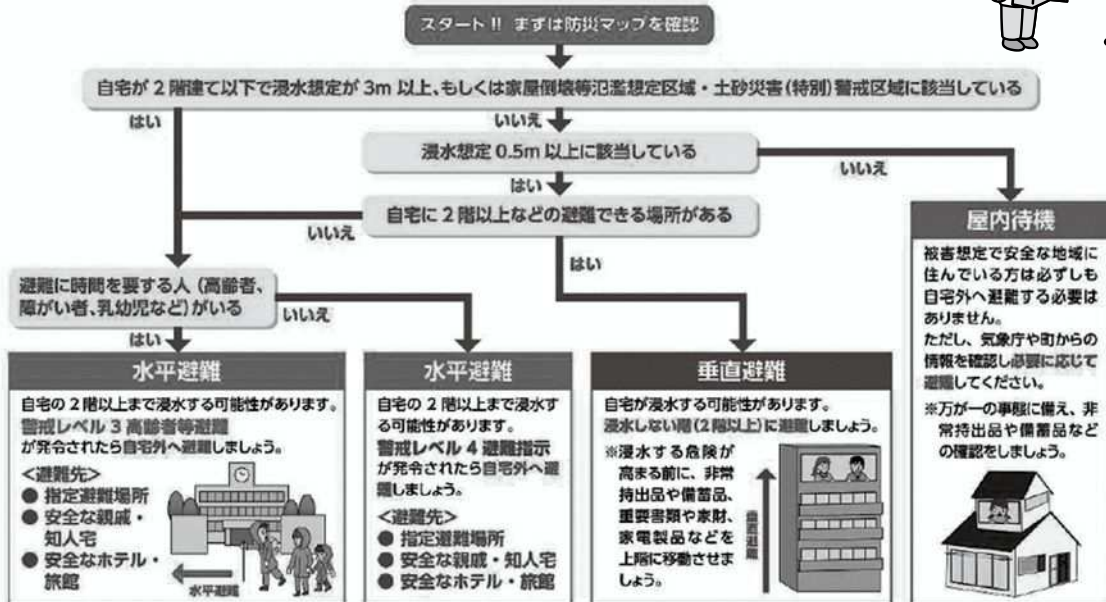 スタート!! まずは防災マップを確認
自宅が2階建て以下で浸水想定が3m以上、もしくは家屋倒壊等氾濫想定区域・土砂災害(特別)警戒区域に該当している
はい
いいえ
浸水想定0.5m以上に該当している
いいえ
はい
自宅に2階以上などの避難できる場所がある
いいえ
はい
避難に時間を要する人(高齢者、
障がい者、乳幼児など)がいる
いいえ
はい
水平避難
自宅の2階以上まで浸水する可能性があります。
警戒レベル3高齢者等避難
が発令されたら自宅外へ避難しましょう。
<避難先>
● 指定避難場所
● 安全な親戚・
知人宅
● 安全なホテル・
旅館
水平避難
水平避難
自宅の2階以上まで浸水す
る可能性があります。
警戒レベル4避難指示
が発令されたら自宅外へ避
難しましょう。
<避難先>
● 指定避難場所
● 安全な親戚・知人宅
● 安全なホテル・旅館
垂直避難
自宅が浸水する可能性があります。
浸水しない階(2階以上)に避難しましょう。
※浸水する危険が
高まる前に、非常
持出品や備蓄品、
重要書類や家財、
家電製品などを
上階に移動させま
しょう。
垂直避難
屋内待機
被害想定で安全な地域に
住んでいる方は必ずしも
自宅外へ避難する必要は
ありません。
ただし、気象庁や町からの
情報を確認し必要に応じて
避難してください。
※万が一の事態に備え、非
常持出品や備蓄品など
の確認をしましょう。